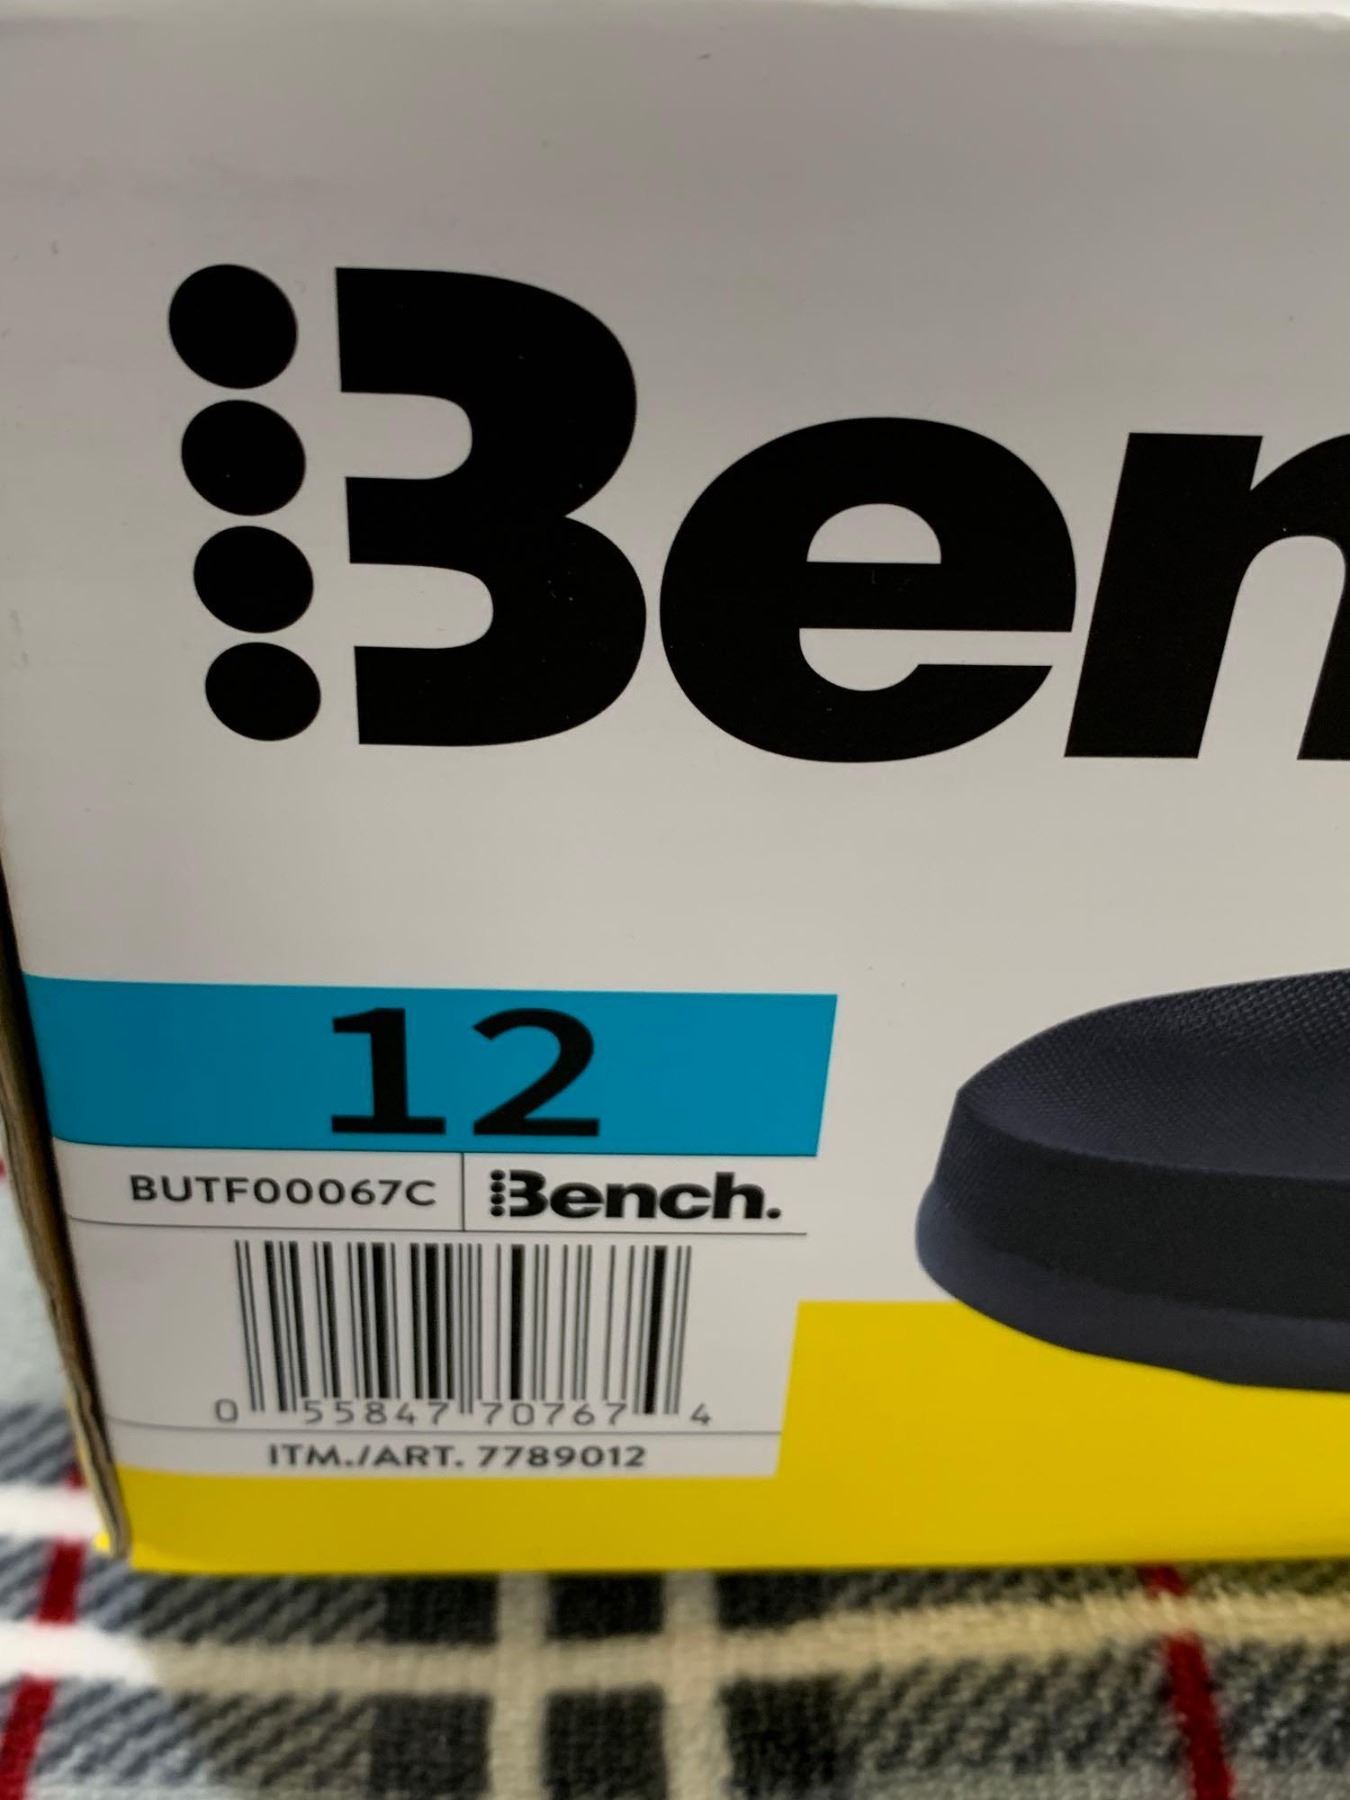 Ben
12
BUTF00067C
Bench.
0 55847 70767 4
ITM./ART. 7789012